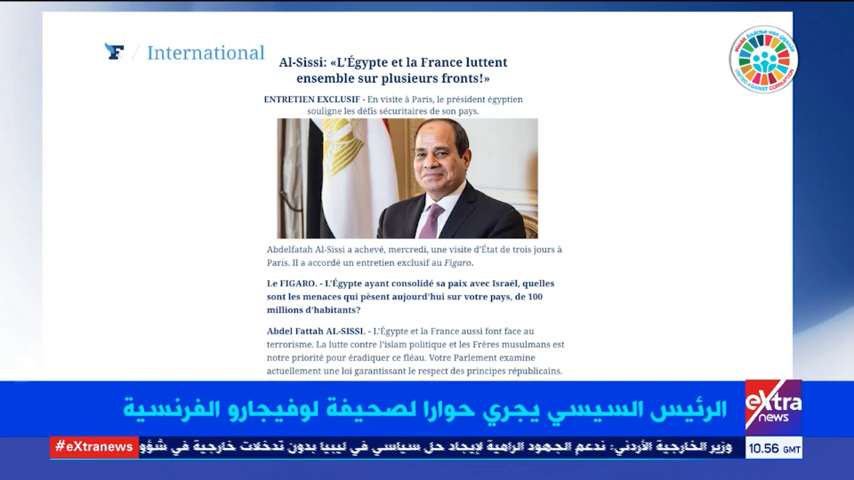 F / International
Al-Sissi: «L'Égypte et la France luttent
ensemble sur plusieurs fronts!»
ENTRETIEN EXCLUSIF - En visite à Paris, le président égyptien
souligne les défis sécuritaires de son pays.
Abdelfatah Al-Sissi a achevé, mercredi, une visite d'État de trois jours à
Paris. Il a accordé un entretien exclusif au Figaro.
Le FIGARO. - L'Égypte ayant consolidé sa paix avec Israël, quelles
sont les menaces qui pèsent aujourd'hui sur votre pays, de 100
millions d'habitants?
Abdel Fattah AL-SISSI. - L'Égypte et la France aussi font face au
terrorisme. La lutte contre l'islam politique et les Frères musulmans est
notre priorité pour éradiquer ce fléau. Votre Parlement examine
actuellement une loi garantissant le respect des principes républicains.
UNITED AGAINST CORRUPTION
الرئيس السيسي يجري حوارا لصحيفة لوفيجارو الفرنسية
eXtra
news
#eXtranews
وزير الخارجية الأردني: ندعم الجهود الرامية لإيجاد حل سياسي في ليبيا بدون تدخلات خارجية في شؤو
10.56 GMT